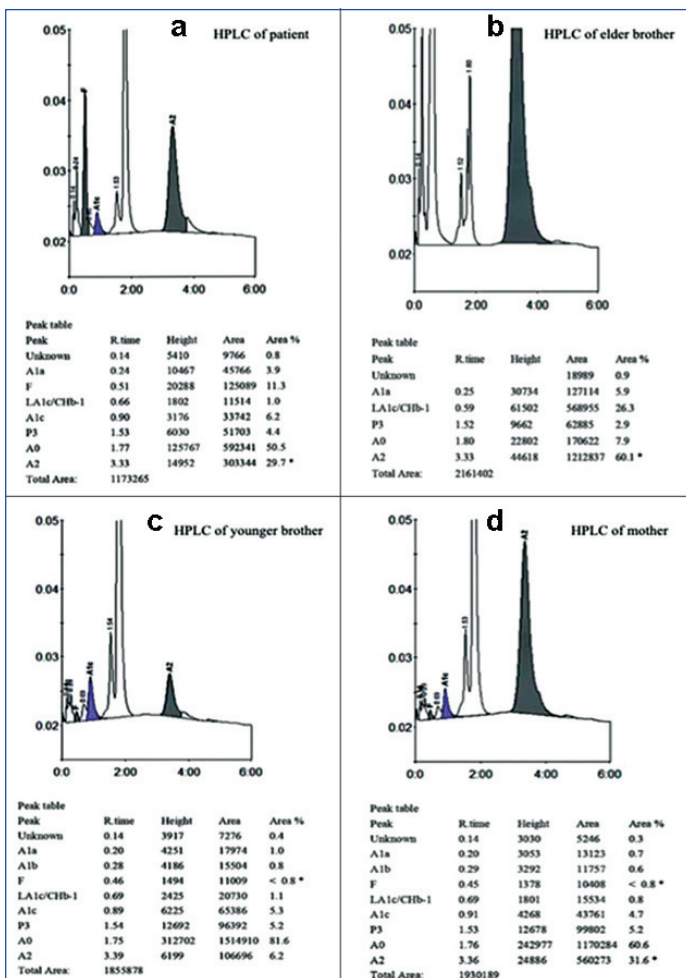 a
HPLC of patient
0.05
0.04
0.03
0.02
F
0.14
0.24
A1c
1.53
A2
0:0 2:00 4:00 6:00
Peak table
Peak R.time Height Area Area %
Unknown 0.14 5410 9766 0.8
A1a 0.24 10467 45766 3.9
F 0.51 20288 125089 11.3
LA1c/CHb-1 0.66 1802 11514 1.0
A1c 0.90 3176 33742 6.2
P3 1.53 6030 51703 4.4
A0 1.77 125767 592341 50.5
A2 3.33 14952 303344 29.7 *
Total Area: 1173265
b
HPLC of elder brother
0.05
0.04
0.03
0.02
0.14
1.52
1.80
0:0 2:00 4:00 6:00
Peak table
Peak R.time Height Area Area %
Unknown 18989 0.9
A1a 0.25 30734 127114 5.9
LA1c/CHb-1 0.59 61502 568955 26.3
P3 1.52 9662 62885 2.9
A0 1.80 22802 170622 7.9
A2 3.33 44618 1212837 60.1 *
Total Area: 2161402
c
HPLC of younger brother
0.05
0.04
0.03
0.02
0.69
A1c
1.54
A2
0:0 2:00 4:00 6:00
Peak table
Peak R.time Height Area Area %
Unknown 0.14 3917 7276 0.4
A1a 0.20 4251 17974 1.0
A1b 0.28 4186 15504 0.8
F 0.46 1494 11009 < 0.8 *
LA1c/CHb-1 0.69 2425 20730 1.1
A1c 0.89 6225 65386 5.3
P3 1.54 12692 96392 5.2
A0 1.75 312702 1514910 81.6
A2 3.39 6199 106696 6.2
Total Area: 1855878
d
HPLC of mother
0.05
0.04
0.03
0.02
0.69
A1c
1.53
A2
0:0 2:00 4:00 6:00
Peak table
Peak R.time Height Area Area %
Unknown 0.14 3030 5246 0.3
A1a 0.20 3053 13123 0.7
A1b 0.29 3292 11757 0.6
F 0.45 1378 10408 < 0.8 *
LA1c/CHb-1 0.69 1801 15534 0.8
A1c 0.91 4268 43761 4.7
P3 1.53 12678 99802 5.2
A0 1.76 242977 1170284 60.6
A2 3.36 24886 560273 31.6 *
Total Area: 1930189